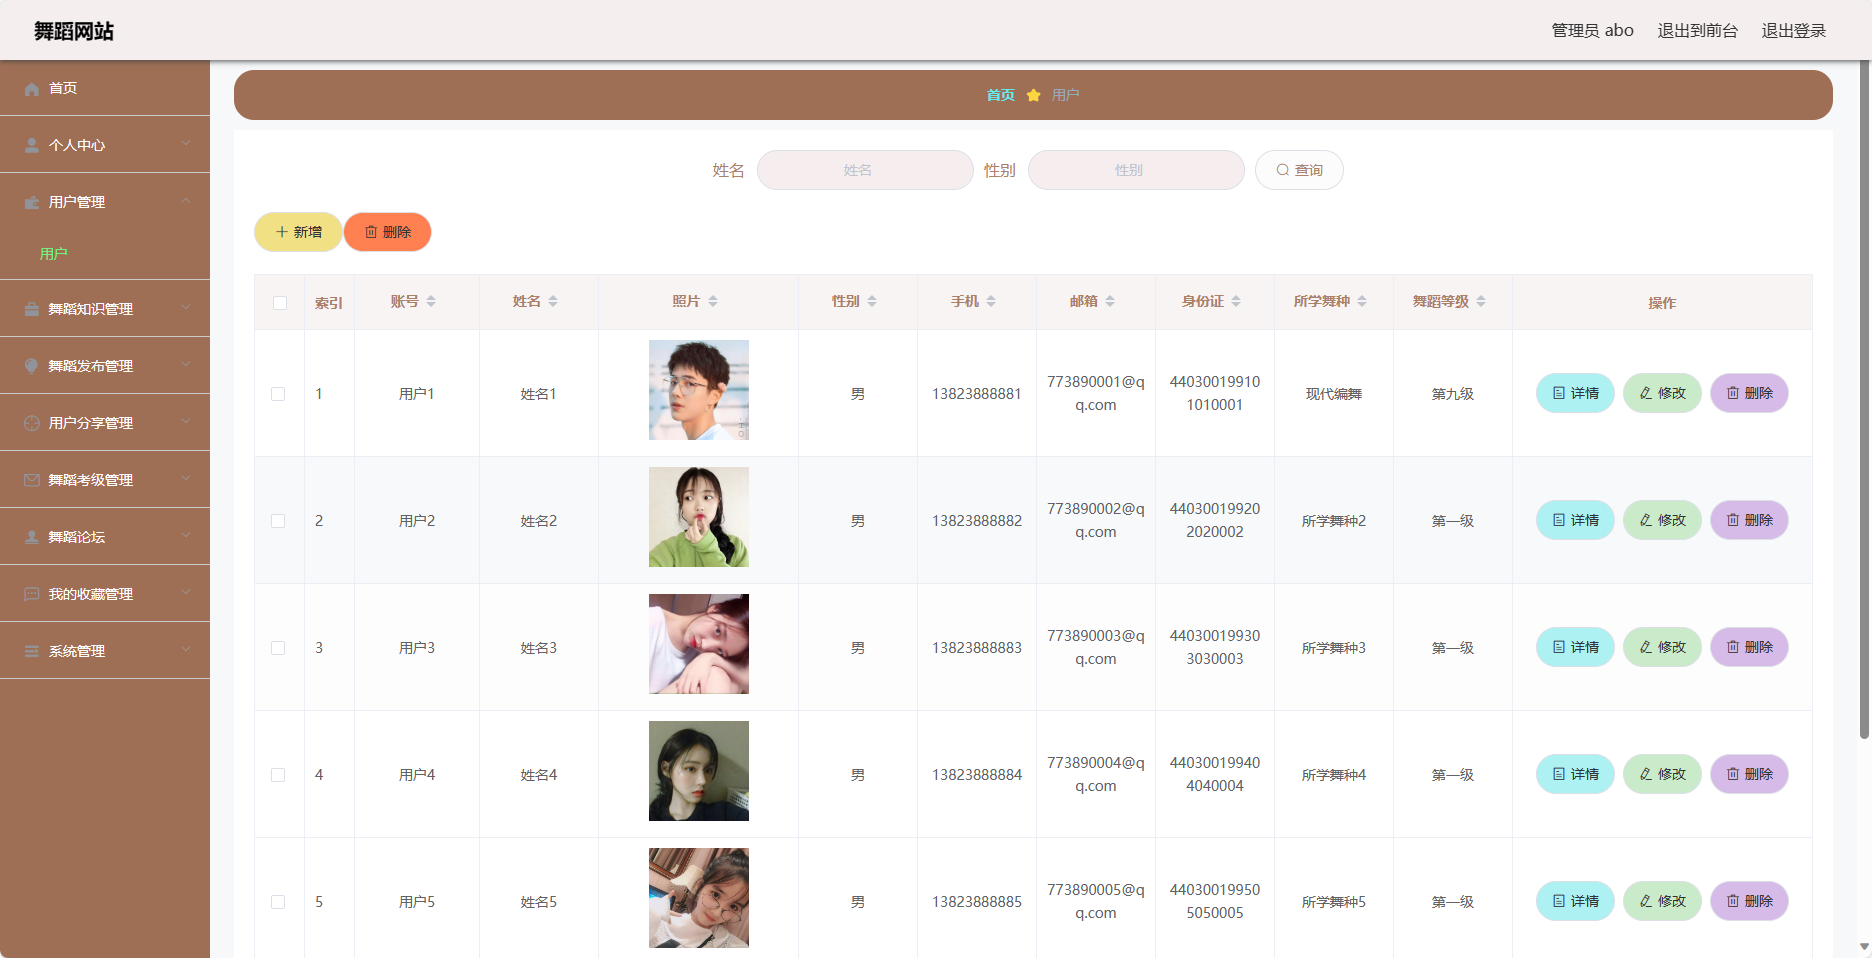 舞蹈网站
管理员 abo 退出到前台 退出登录
首页
个人中心
用户管理
用户
舞蹈知识管理
舞蹈发布管理
用户分享管理
舞蹈考级管理
舞蹈论坛
我的收藏管理
系统管理
首页 用户
姓名 姓名 性别 性别 查询
新增 删除
索引 账号 姓名 照片 性别 手机 邮箱 身份证 所学舞种 舞蹈等级 操作
1 用户1 姓名1 男 13823888881 773890001@q
q.com 44030019910
1010001 现代编舞 第九级 详情 修改 删除
2 用户2 姓名2 男 13823888882 773890002@q
q.com 44030019920
2020002 所学舞种2 第一级 详情 修改 删除
3 用户3 姓名3 男 13823888883 773890003@q
q.com 44030019930
3030003 所学舞种3 第一级 详情 修改 删除
4 用户4 姓名4 男 13823888884 773890004@q
q.com 44030019940
4040004 所学舞种4 第一级 详情 修改 删除
5 用户5 姓名5 男 13823888885 773890005@q
q.com 44030019950
5050005 所学舞种5 第一级 详情 修改 删除